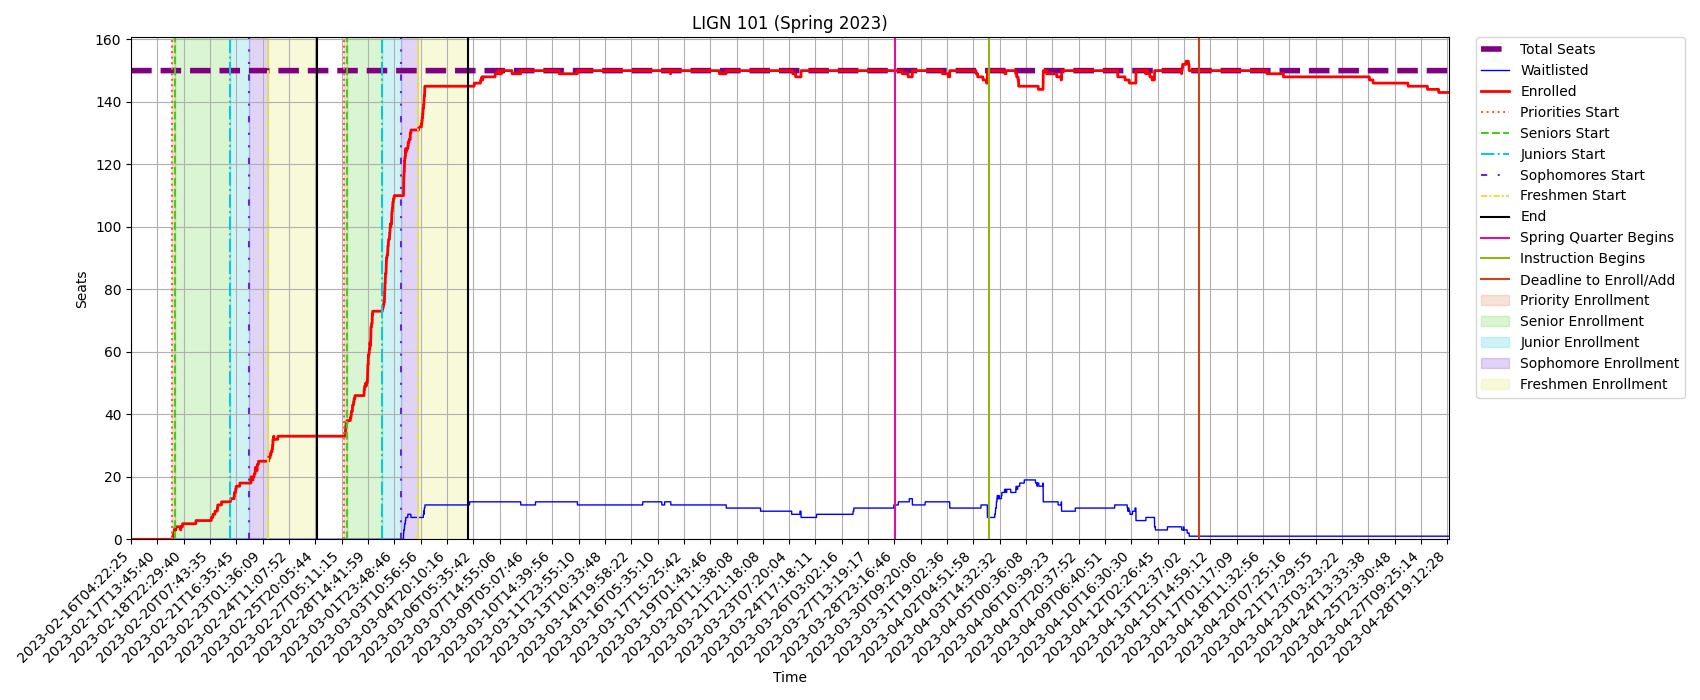 LIGN 101 (Spring 2023)
160
140
120
100
80
60
40
20
0
Seats
2023-02-16T04:22:25
2023-02-17T13:45:40
2023-02-18T22:29:40
2023-02-20T07:43:35
2023-02-21T16:35:45
2023-02-23T01:36:09
2023-02-24T11:07:52
2023-02-25T20:05:44
2023-02-27T05:11:15
2023-02-28T14:41:59
2023-03-01T23:48:46
2023-03-03T10:56:56
2023-03-04T20:10:16
2023-03-06T05:35:42
2023-03-07T14:55:06
2023-03-09T05:07:46
2023-03-10T14:39:56
2023-03-11T23:55:10
2023-03-13T10:33:48
2023-03-14T19:58:22
2023-03-16T05:35:10
2023-03-17T15:25:42
2023-03-19T01:43:46
2023-03-20T11:38:08
2023-03-21T21:18:08
2023-03-23T07:20:04
2023-03-24T17:18:11
2023-03-26T03:02:16
2023-03-27T13:19:17
2023-03-28T23:16:46
2023-03-30T09:20:06
2023-03-31T19:02:36
2023-04-02T04:51:58
2023-04-03T14:32:32
2023-04-05T00:36:08
2023-04-06T10:39:23
2023-04-07T20:37:52
2023-04-09T06:40:51
2023-04-10T16:30:30
2023-04-12T02:26:45
2023-04-13T12:37:02
2023-04-15T14:59:12
2023-04-17T01:17:09
2023-04-18T11:32:56
2023-04-20T07:25:16
2023-04-21T17:29:55
2023-04-23T03:23:22
2023-04-24T13:33:38
2023-04-25T23:30:48
2023-04-27T09:25:14
2023-04-28T19:12:28
Time
Total Seats
Waitlisted
Enrolled
Priorities Start
Seniors Start
Juniors Start
Sophomores Start
Freshmen Start
End
Spring Quarter Begins
Instruction Begins
Deadline to Enroll/Add
Priority Enrollment
Senior Enrollment
Junior Enrollment
Sophomore Enrollment
Freshmen Enrollment